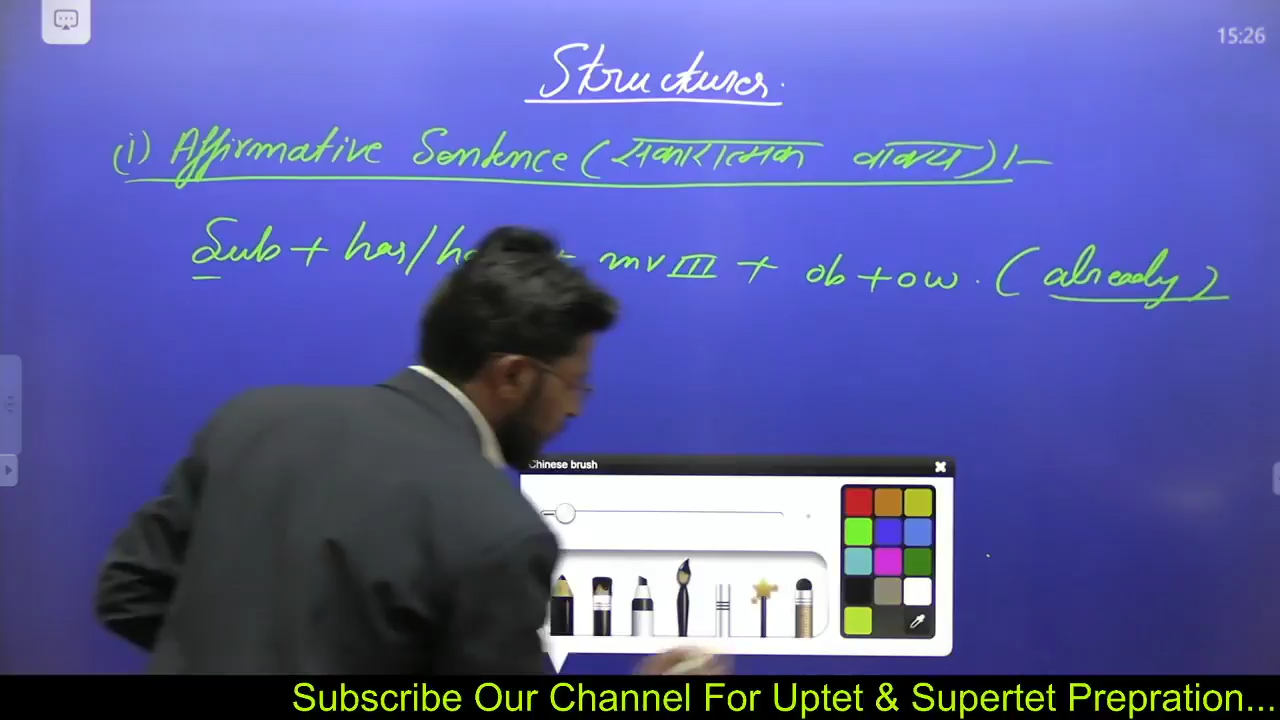 15:26
Structures.
(i) Affirmative Sentence (सकारात्मक वाक्य) :-
Sub + has/ + mv III + ob + ow. (already)
Chinese brush
Subscribe Our Channel For Uptet & Supertet Prepration...